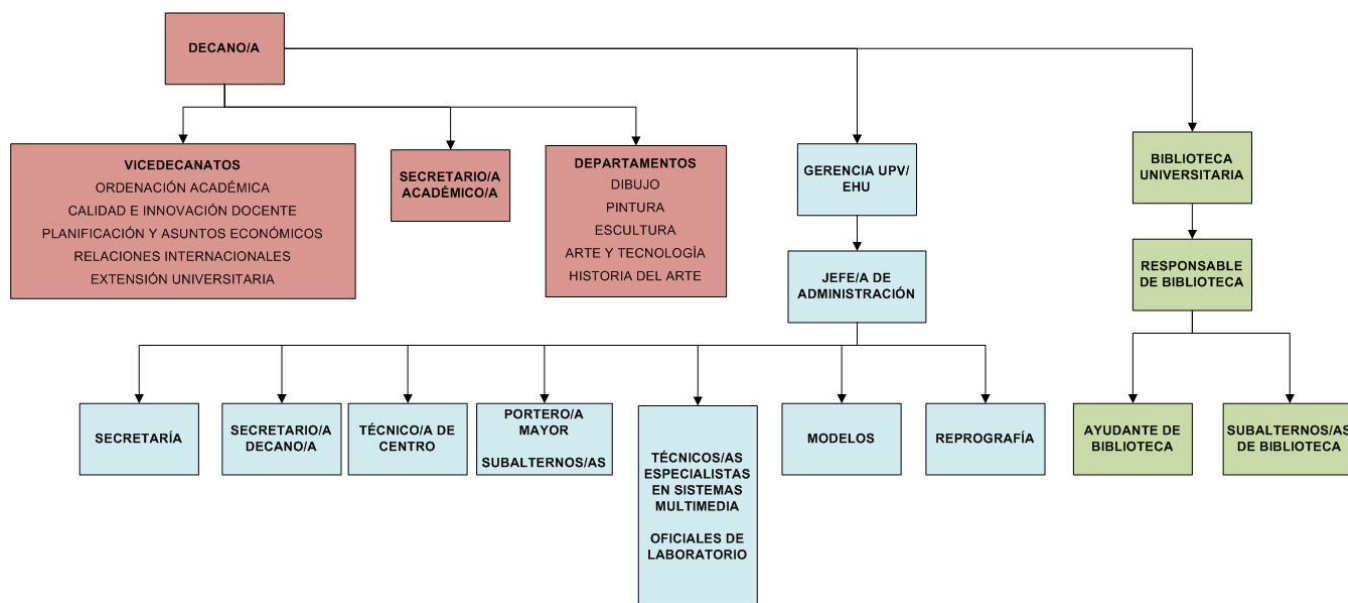 DECANO/A
VICEDECANATOS
ORDENACIÓN ACADÉMICA
CALIDAD E INNOVACIÓN DOCENTE
PLANIFICACIÓN Y ASUNTOS ECONÓMICOS
RELACIONES INTERNACIONALES
EXTENSIÓN UNIVERSITARIA
SECRETARIO/A
ACADÉMICO/A
DEPARTAMENTOS
DIBUJO
PINTURA
ESCULTURA
ARTE Y TECNOLOGÍA
HISTORIA DEL ARTE
GERENCIA UPV/
EHU
BIBLIOTECA
UNIVERSITARIA
JEFE/A DE
ADMINISTRACIÓN
RESPONSABLE
DE BIBLIOTECA
SECRETARÍA
SECRETARIO/A
DECANO/A
TÉCNICO/A DE
CENTRO
PORTERO/A
MAYOR
SUBALTERNOS/AS
TÉCNICOS/AS
ESPECIALISTAS
EN SISTEMAS
MULTIMEDIA
OFICIALES DE
LABORATORIO
MODELOS
REPROGRAFÍA
AYUDANTE DE
BIBLIOTECA
SUBALTERNOS/AS
DE BIBLIOTECA